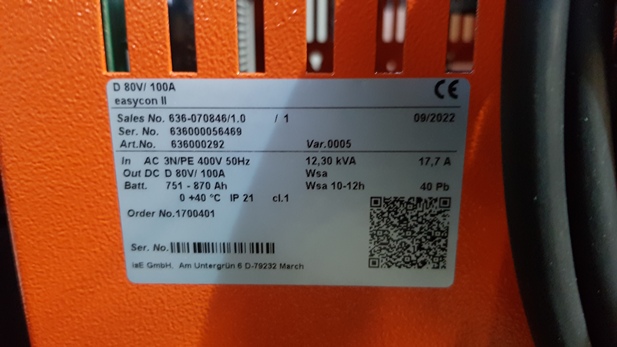 D 80V/ 100A CE
easycon II
Sales No. 636-070846/1.0 / 1 09/2022
Ser. No. 636000056469
Art.No. 636000292 Var.0005
In AC 3N/PE 400V 50Hz 12,30 kVA 17,7 A
Out DC D 80V/ 100A Wsa
Batt. 751 - 870 Ah Wsa 10-12h 40 Pb
0 +40 °C IP 21 cl.1
Order No.1700401
Ser. No.
GmbH. Am Untergrün 6 D-79232 March